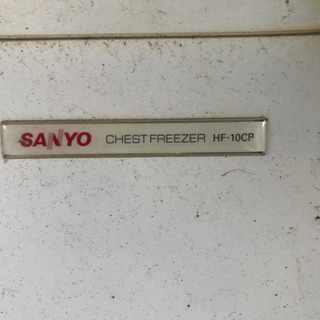 SANYO CHEST FREEZER HF-10CP